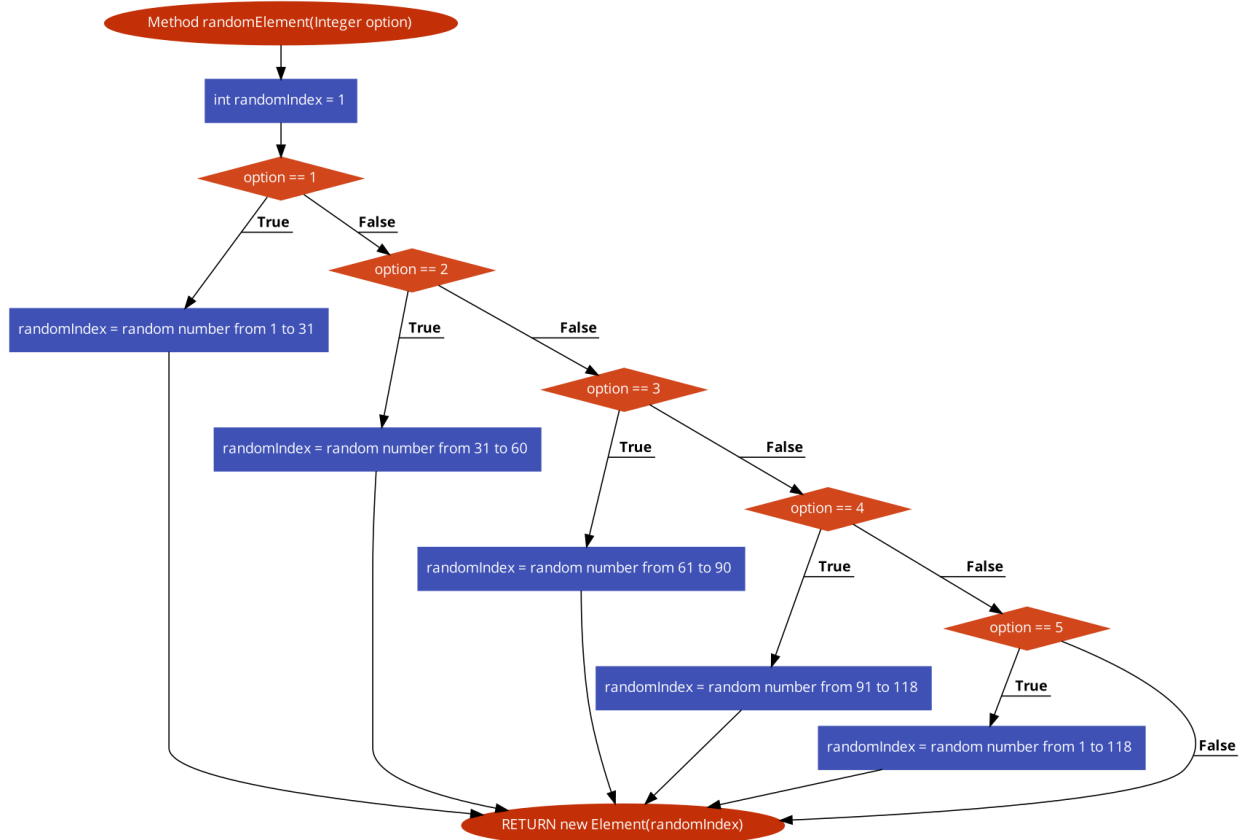 Method randomElement(Integer option)
int randomIndex = 1
option == 1
True
False
option == 2
randomIndex = random number from 1 to 31
True
False
option == 3
randomIndex = random number from 31 to 60
True
False
option == 4
randomIndex = random number from 61 to 90
True
False
option == 5
randomIndex = random number from 91 to 118
True
randomIndex = random number from 1 to 118
False
RETURN new Element(randomIndex)